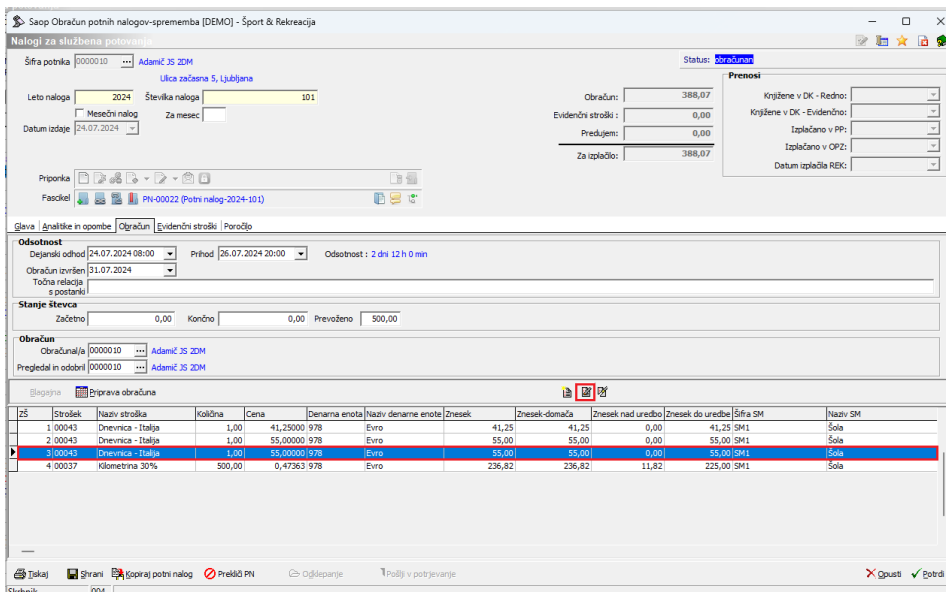 Saop Obračun potnih nalogov-sprememba [DEMO] - Šport & Rekreacija
Nalogi za službena potovanja
Šifra potnika 0000010 ... Adamič JS 2DM
Status: obračunan
Ulica začasna 5, Ljubljana
Prenosi
Leto naloga 2024 Številka naloga 101
Obračun: 388,07
Knjižene v DK - Redno:
Mesečni nalog Za mesec
Evidenčni stroški : 0,00
Knjižene v DK - Evidenčno:
Datum izdaje 24.07.2024
Predujem: 0,00
Izplačano v PP:
Za izplačilo: 388,07
Izplačano v OPZ:
Datum izplačila REK:
Priponka
Fascikel PN-00022 (Potni nalog-2024-101)
Glava Analitike in opombe Obračun Evidenčni stroški Poročilo
Odsotnost
Dejanski odhod 24.07.2024 08:00 Prihod 26.07.2024 20:00 Odsotnost : 2 dni 12 h 0 min
Obračun izvršen 31.07.2024
Točna relacija
s postanki
Stanje števca
Začetno 0,00 Končno 0,00 Prevoženo 500,00
Obračun
Obračunal/a 0000010 ... Adamič JS 2DM
Pregledal in odobril 0000010 ... Adamič JS 2DM
Blagajna Priprava obračuna
ZŠ Strošek Naziv stroška Količina Cena Denarna enota Naziv denarne enote Znesek Znesek-domača Znesek nad uredbo Znesek do uredbe Šifra SM Naziv SM
1 00043 Dnevnica - Italija 1,00 41,25000 978 Evro 41,25 41,25 0,00 41,25 SM1 Šola
2 00043 Dnevnica - Italija 1,00 55,00000 978 Evro 55,00 55,00 0,00 55,00 SM1 Šola
3 00043 Dnevnica - Italija 1,00 55,00000 978 Evro 55,00 55,00 0,00 55,00 SM1 Šola
4 00037 Kilometrina 30% 500,00 0,47363 978 Evro 236,82 236,82 11,82 225,00 SM1 Šola
Tiskaj Shrani Kopiraj potni nalog Prekliči PN Odklepanje Pošlji v potrjevanje Opusti Potrdi
Skrbnik 004